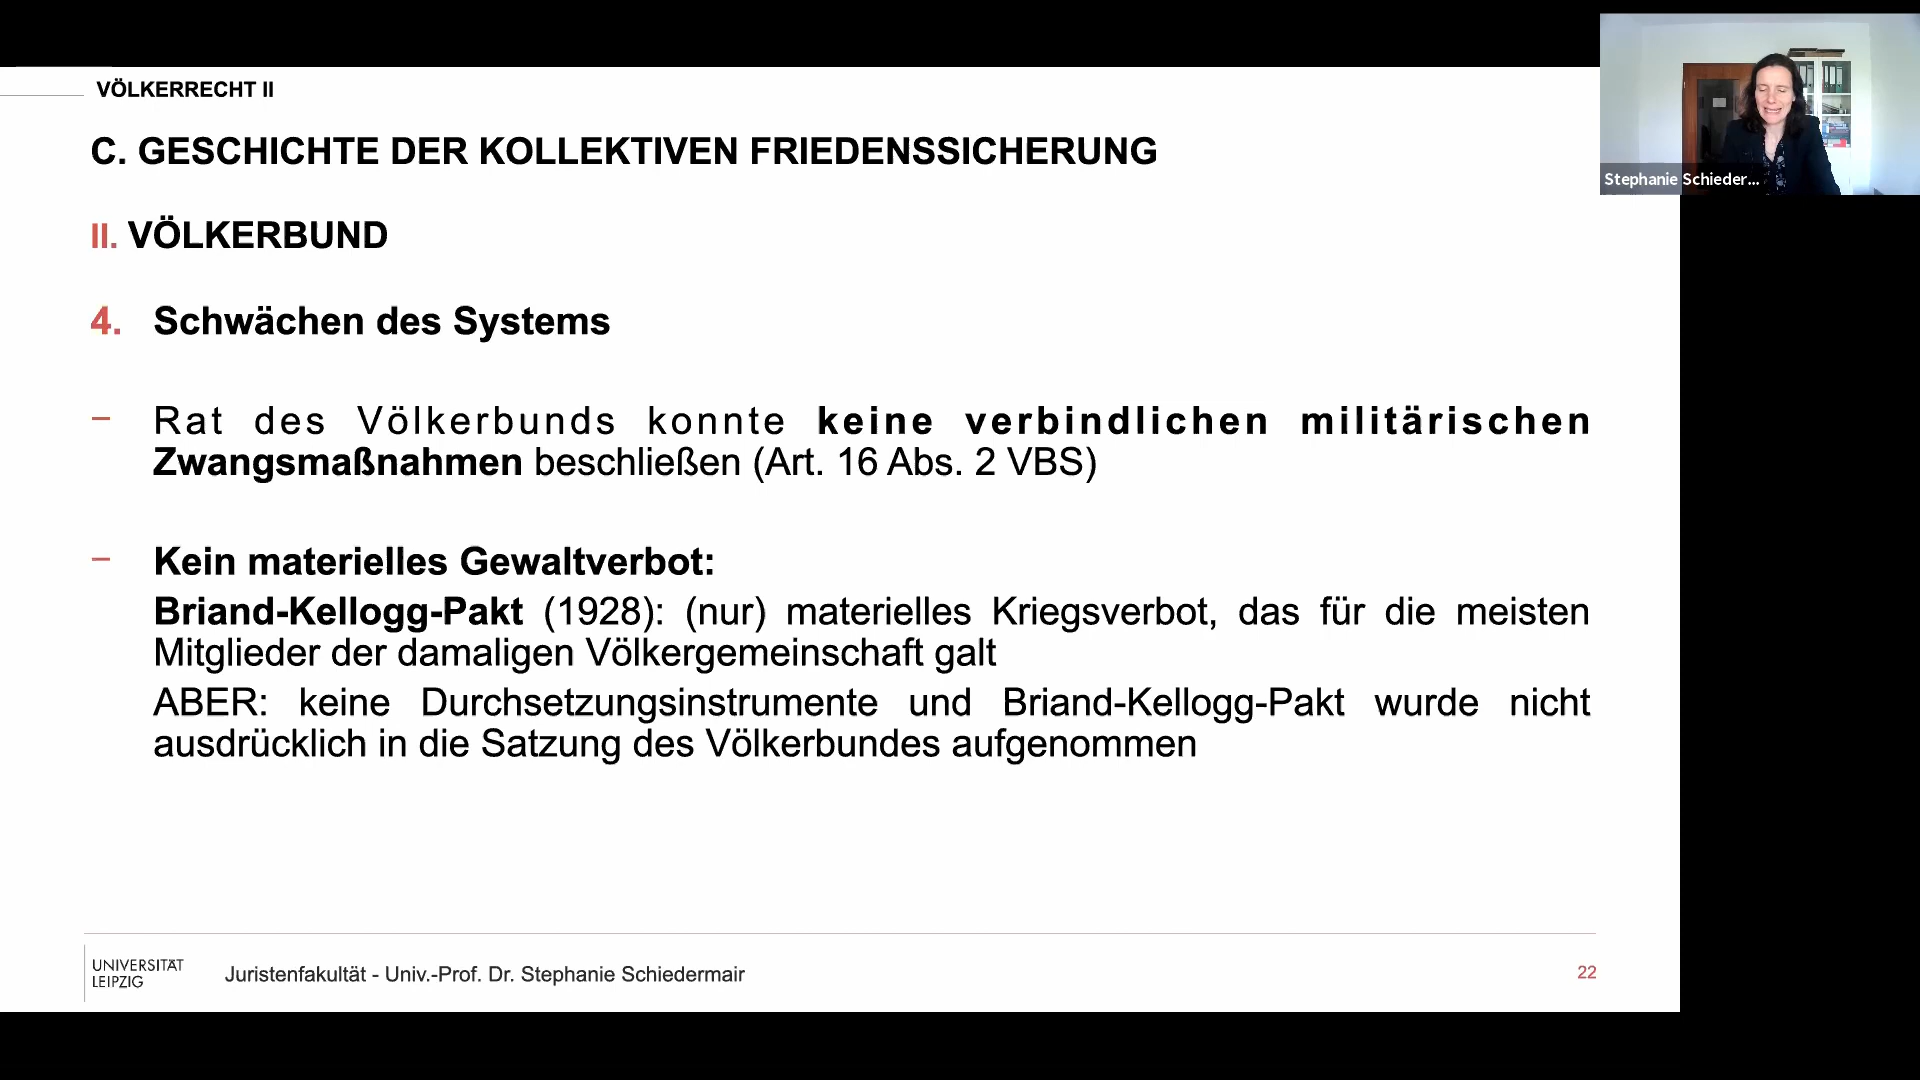 VÖLKERRECHT II
C. GESCHICHTE DER KOLLEKTIVEN FRIEDENSSICHERUNG
II. VÖLKERBUND
4. Schwächen des Systems
– Rat des Völkerbunds konnte keine verbindlichen militärischen
Zwangsmaßnahmen beschließen (Art. 16 Abs. 2 VBS)
– Kein materielles Gewaltverbot:
Briand-Kellogg-Pakt (1928): (nur) materielles Kriegsverbot, das für die meisten
Mitglieder der damaligen Völkergemeinschaft galt
ABER: keine Durchsetzungsinstrumente und Briand-Kellogg-Pakt wurde nicht
ausdrücklich in die Satzung des Völkerbundes aufgenommen
UNIVERSITÄT
LEIPZIG
Juristenfakultät - Univ.-Prof. Dr. Stephanie Schiedermair
22
Stephanie Schieder...